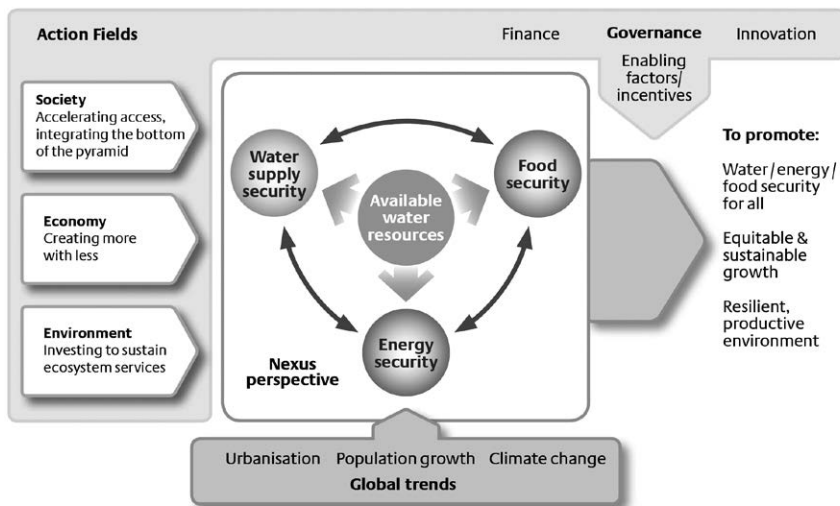 Action Fields
Finance
Governance
Innovation
Enabling
factors/
incentives
Society
Accelerating access,
integrating the bottom
of the pyramid
Economy
Creating more
with less
Environment
Investing to sustain
ecosystem services
Water
supply
security
Food
security
Available
water
resources
Energy
security
Nexus
perspective
To promote:
Water/energy/
food security
for all
Equitable &
sustainable
growth
Resilient,
productive
environment
Urbanisation
Population growth
Climate change
Global trends